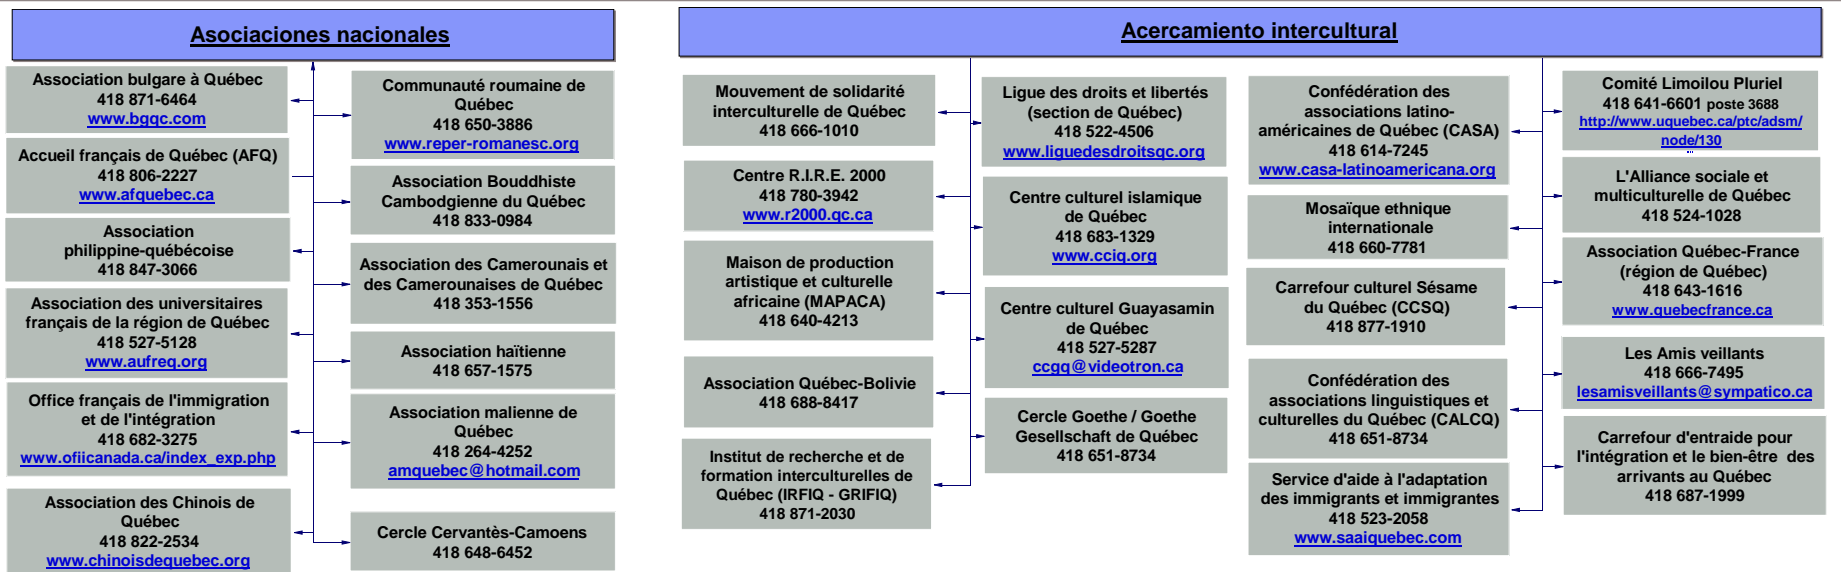 Asociaciones nacionales
Association bulgare à Québec
418 871-6464
www.bgqc.com
Accueil français de Québec (AFQ)
418 806-2227
www.afquebec.ca
Association
philippine-québécoise
418 847-3066
Association des universitaires
français de la région de Québec
418 527-5128
www.aufreq.org
Office français de l'immigration
et de l'intégration
418 682-3275
www.ofiicanada.ca/index_exp.php
Association des Chinois de
Québec
418 822-2534
www.chinoisdequebec.org
Communauté roumaine de
Québec
418 650-3886
www.reper-romanesc.org
Association Bouddhiste
Cambodgienne du Québec
418 833-0984
Association des Camerounais et
des Camerounaises de Québec
418 353-1556
Association haïtienne
418 657-1575
Association malienne de
Québec
418 264-4252
amquebec@hotmail.com
Cercle Cervantès-Camoens
418 648-6452
Acercamiento intercultural
Mouvement de solidarité
interculturelle de Québec
418 666-1010
Centre R.I.R.E. 2000
418 780-3942
www.r2000.qc.ca
Maison de production
artistique et culturelle
africaine (MAPACA)
418 640-4213
Association Québec-Bolivie
418 688-8417
Institut de recherche et de
formation interculturelles de
Québec (IRFIQ - GRIFIQ)
418 871-2030
Ligue des droits et libertés
(section de Québec)
418 522-4506
www.liguedesdroitsqc.org
Centre culturel islamique
de Québec
418 683-1329
www.cciq.org
Centre culturel Guayasamin
de Québec
418 527-5287
ccgq@videotron.ca
Cercle Goethe / Goethe
Gesellschaft de Québec
418 651-8734
Confédération des
associations latino-
américaines de Québec (CASA)
418 614-7245
www.casa-latinoamericana.org
Mosaïque ethnique
internationale
418 660-7781
Carrefour culturel Sésame
du Québec (CCSQ)
418 877-1910
Confédération des
associations linguistiques et
culturelles du Québec (CALCQ)
418 651-8734
Service d'aide à l'adaptation
des immigrants et immigrantes
418 523-2058
www.saaiquebec.com
Comité Limoilou Pluriel
418 641-6601 poste 3688
http://www.uquebec.ca/ptc/adsm/
node/130
L'Alliance sociale et
multiculturelle de Québec
418 524-1028
Association Québec-France
(région de Québec)
418 643-1616
www.quebecfrance.ca
Les Amis veillants
418 666-7495
lesamisveillants@sympatico.ca
Carrefour d'entraide pour
l'intégration et le bien-être des
arrivants au Québec
418 687-1999